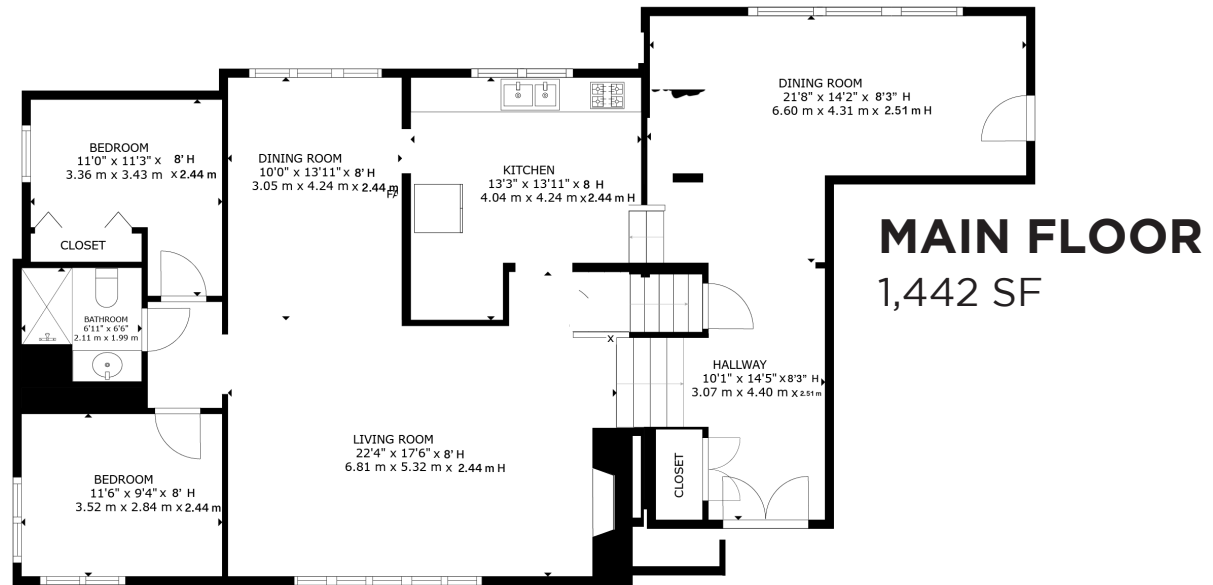 DINING ROOM
21'8" x 14'2" x 8'3" H
6.60 m x 4.31 m x 2.51 m H
BEDROOM
11'0" x 11'3" x 8' H
3.36 m x 3.43 m x 2.44 m
CLOSET
DINING ROOM
10'0" x 13'11" x 8' H
3.05 m x 4.24 m x 2.44 m
FA
KITCHEN
13'3" x 13'11" x 8 H
4.04 m x 4.24 m x 2.44 m H
MAIN FLOOR
1,442 SF
BATHROOM
6'11" x 6'6"
2.11 m x 1.99 m
X
HALLWAY
10'1" x 14'5" x 8'3" H
3.07 m x 4.40 m x 2.51 m
LIVING ROOM
22'4" x 17'6" x 8' H
6.81 m x 5.32 m x 2.44 m H
CLOSET
BEDROOM
11'6" x 9'4" x 8' H
3.52 m x 2.84 m x 2.44 m